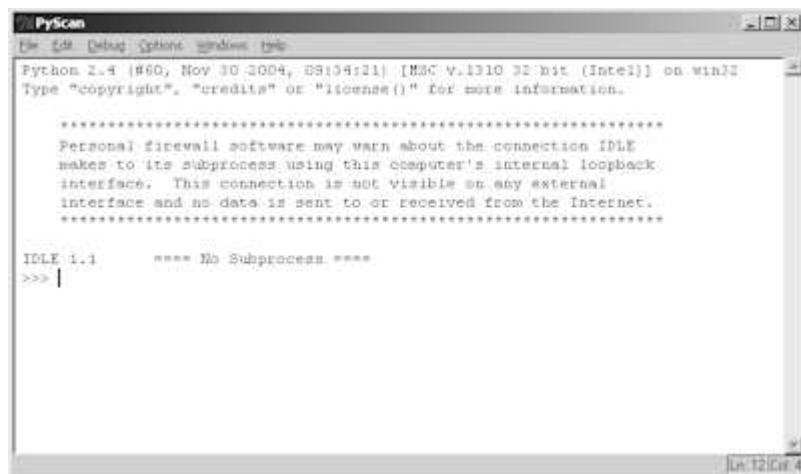 PyScan
File Edit Debug Options Windows Help
Python 2.4 (#60, Nov 30 2004, 09:34:21) [MSC v.1310 32 bit (Intel)] on win32
Type "copyright", "credits" or "license()" for more information.
****************************************************************
Personal firewall software may warn about the connection IDLE
makes to its subprocess using this computer's internal loopback
interface.  This connection is not visible on any external
interface and no data is sent to or received from the Internet.
****************************************************************
IDLE 1.1      ==== No Subprocess ====
>>>
Ln: 12 Col: 4